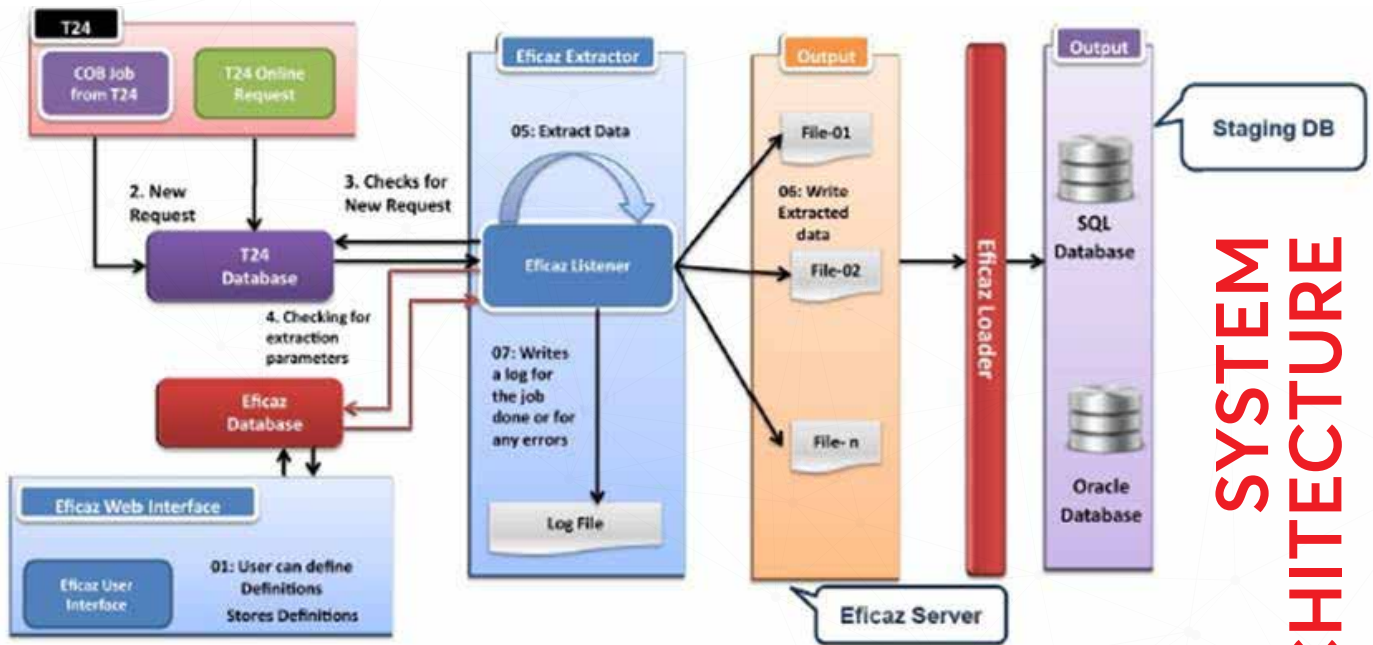 T24
COB Job
from T24
T24 Online
Request
2. New
Request
3. Checks for
New Request
T24
Database
4. Checking for
extraction
parameters
Eficaz
Database
Eficaz Web Interface
Eficaz User
Interface
01: User can define
Definitions
Stores Definitions
Eficaz Extractor
05: Extract Data
Eficaz Listener
07: Writes
a log for
the job
done or for
any errors
Log File
Output
File-01
06: Write
Extracted
data
File-02
File- n
Eficaz Server
Eficaz Loader
Output
SQL
Database
Oracle
Database
Staging DB
SYSTEM
CHITECTURE